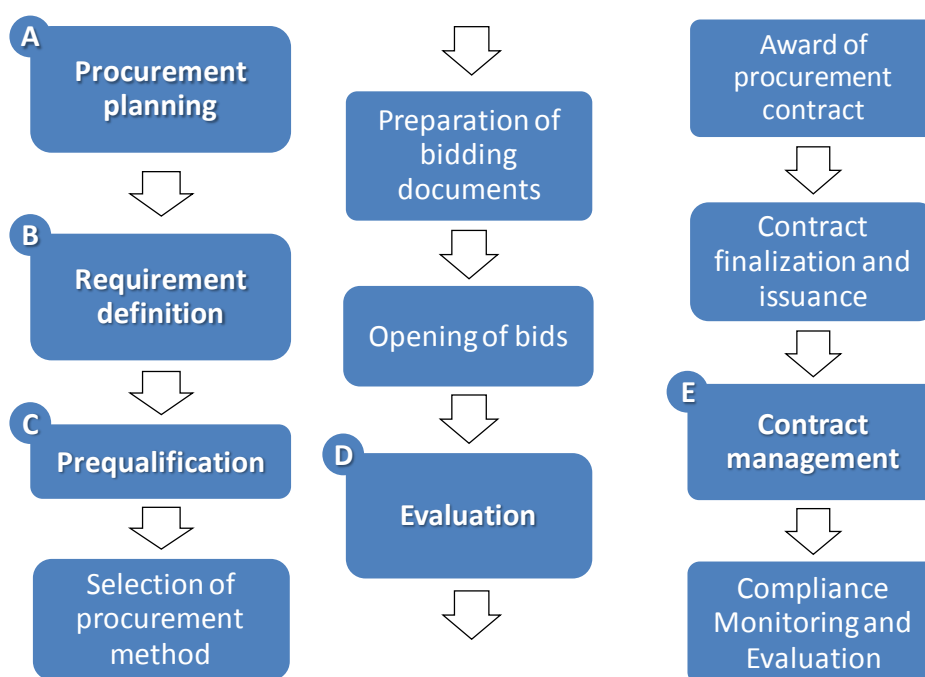 A
Procurement
planning
B
Requirement
definition
C
Prequalification
Selection of
procurement
method
Preparation of
bidding
documents
Opening of bids
D
Evaluation
Award of
procurement
contract
Contract
finalization and
issuance
E
Contract
management
Compliance
Monitoring and
Evaluation